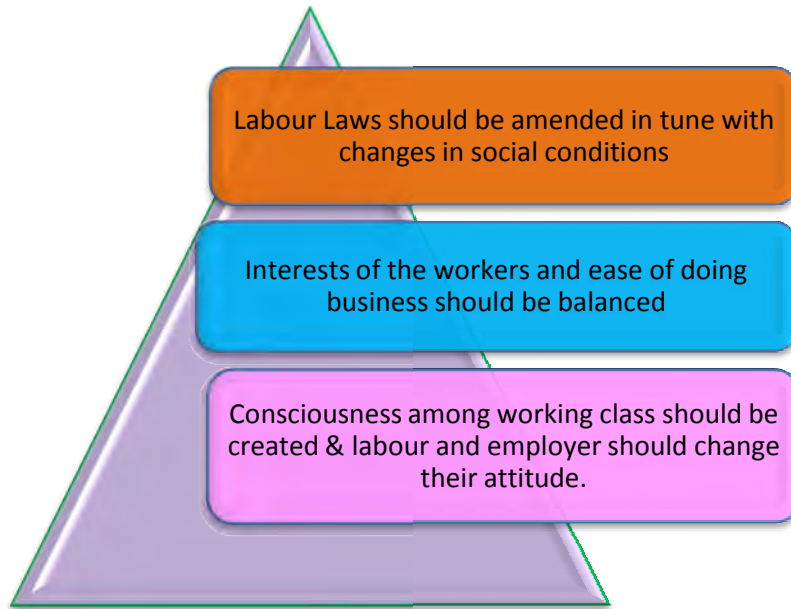 Labour Laws should be amended in tune with
changes in social conditions
Interests of the workers and ease of doing
business should be balanced
Consciousness among working class should be
created & labour and employer should change
their attitude.